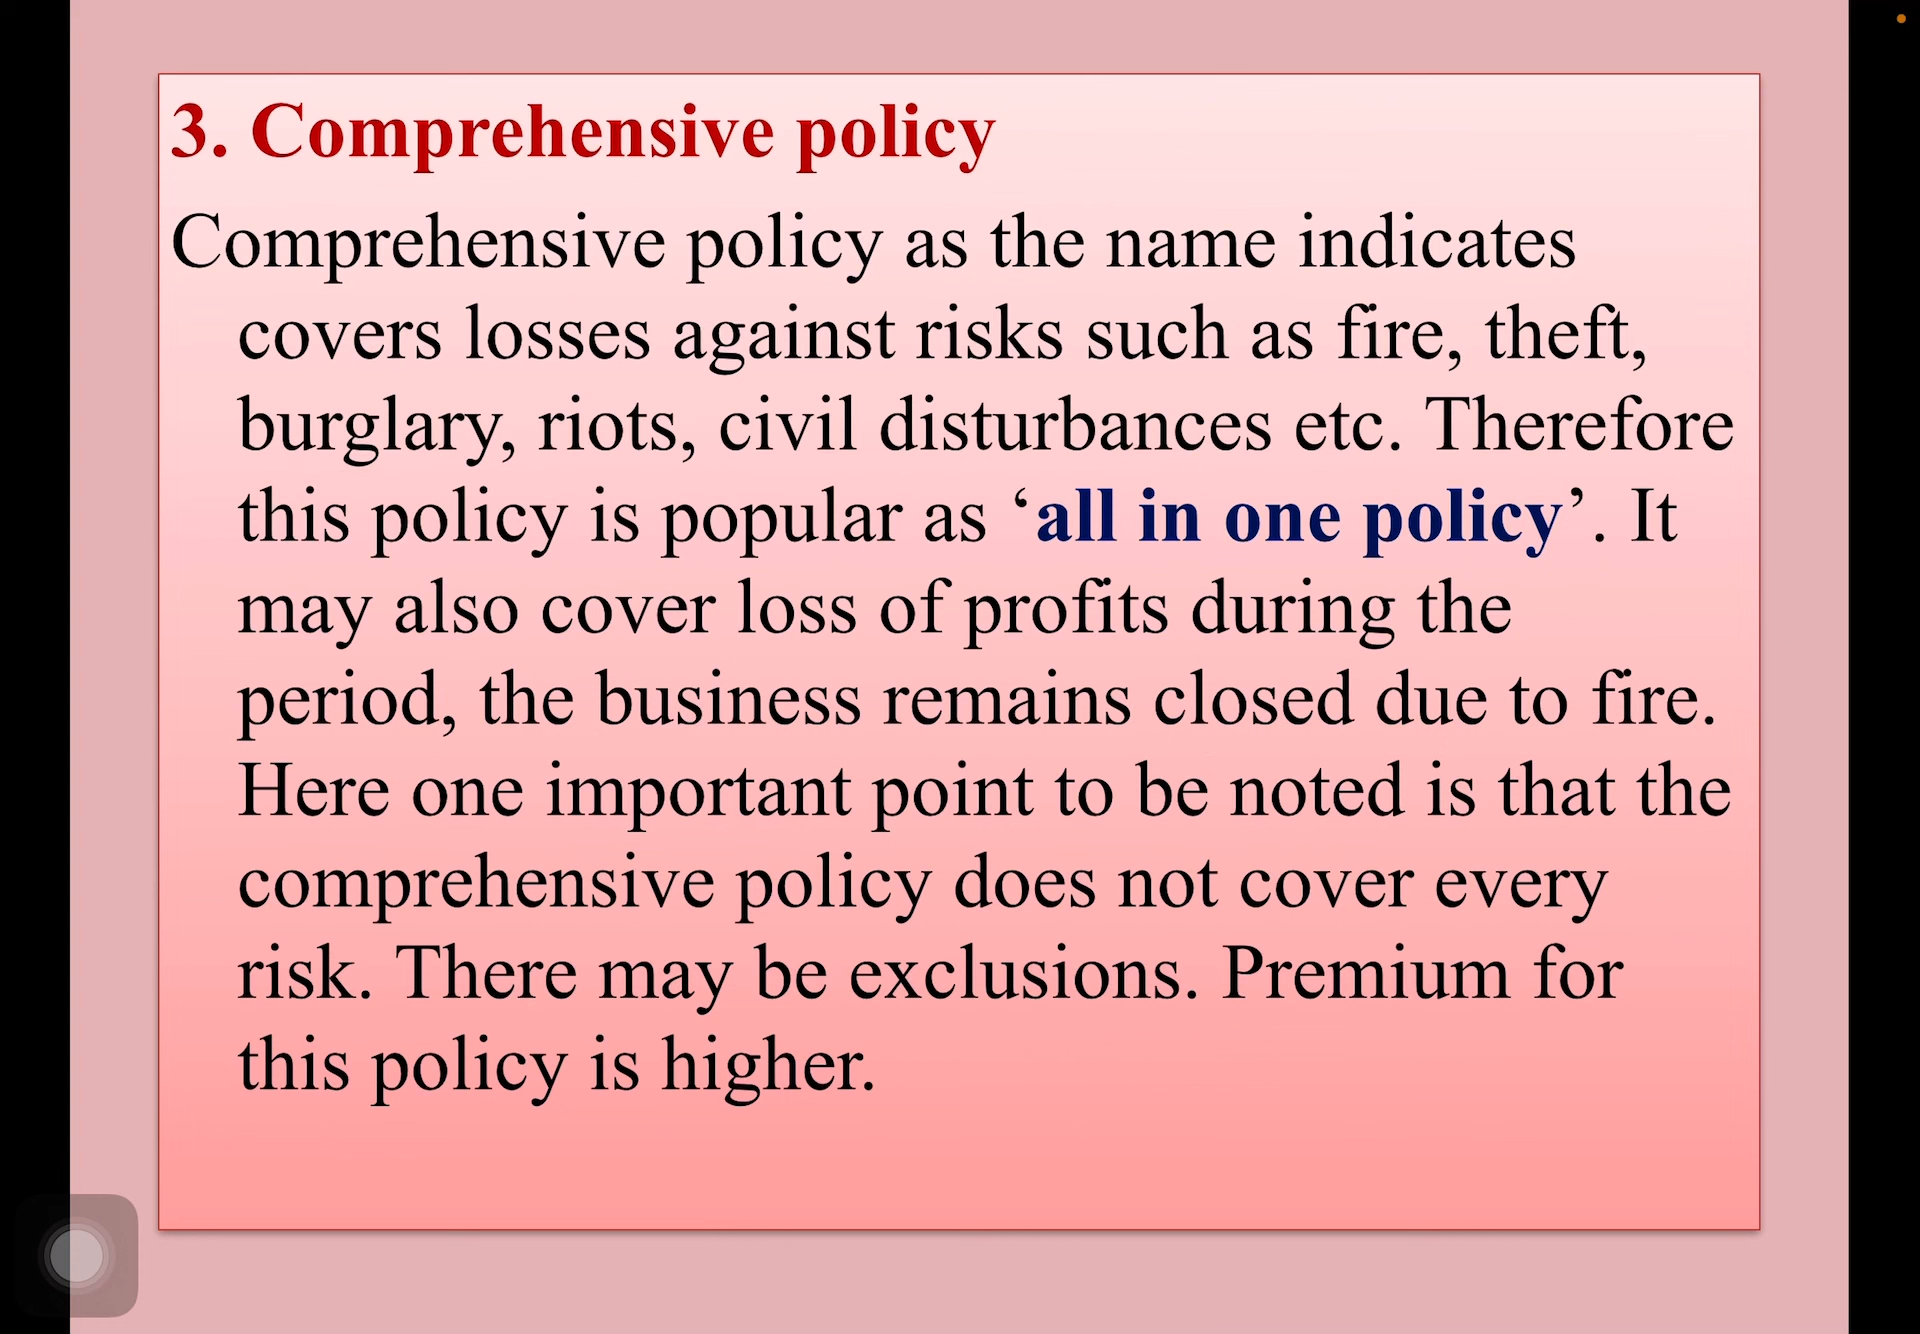 3. Comprehensive policy
Comprehensive policy as the name indicates
covers losses against risks such as fire, theft,
burglary, riots, civil disturbances etc. Therefore
this policy is popular as ‘all in one policy’. It
may also cover loss of profits during the
period, the business remains closed due to fire.
Here one important point to be noted is that the
comprehensive policy does not cover every
risk. There may be exclusions. Premium for
this policy is higher.